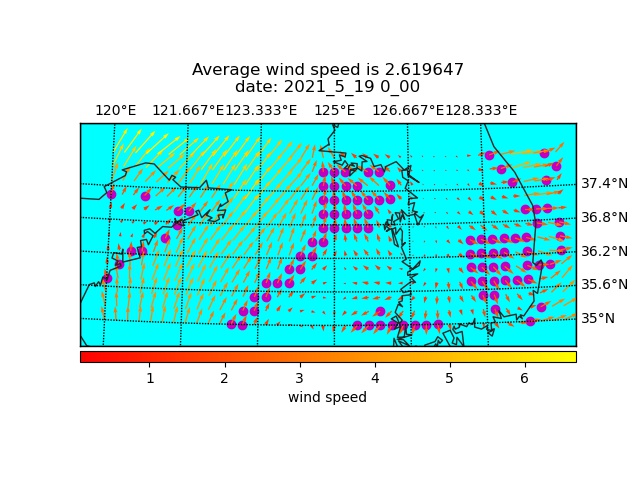 Average wind speed is 2.619647
date: 2021_5_19 0_00
120°E 121.667°E 123.333°E 125°E 126.667°E 128.333°E
37.4°N
36.8°N
36.2°N
35.6°N
35°N
1 2 3 4 5 6
wind speed